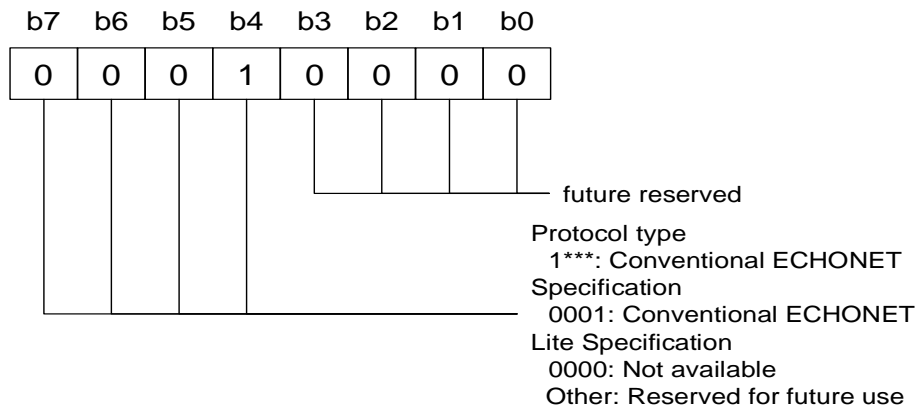 b7 b6 b5 b4 b3 b2 b1 b0
0 0 0 1 0 0 0 0
future reserved
Protocol type
1***: Conventional ECHONET
Specification
0001: Conventional ECHONET
Lite Specification
0000: Not available
Other: Reserved for future use